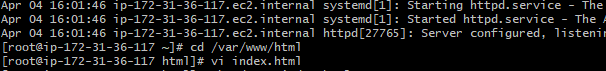 Apr 04 16:01:46 ip-172-31-36-117.ec2.internal systemd[1]: Starting httpd.service - The
Apr 04 16:01:46 ip-172-31-36-117.ec2.internal systemd[1]: Started httpd.service - The A
Apr 04 16:01:46 ip-172-31-36-117.ec2.internal httpd[27765]: Server configured, listenin
[root@ip-172-31-36-117 ~]# cd /var/www/html
[root@ip-172-31-36-117 html]# vi index.html